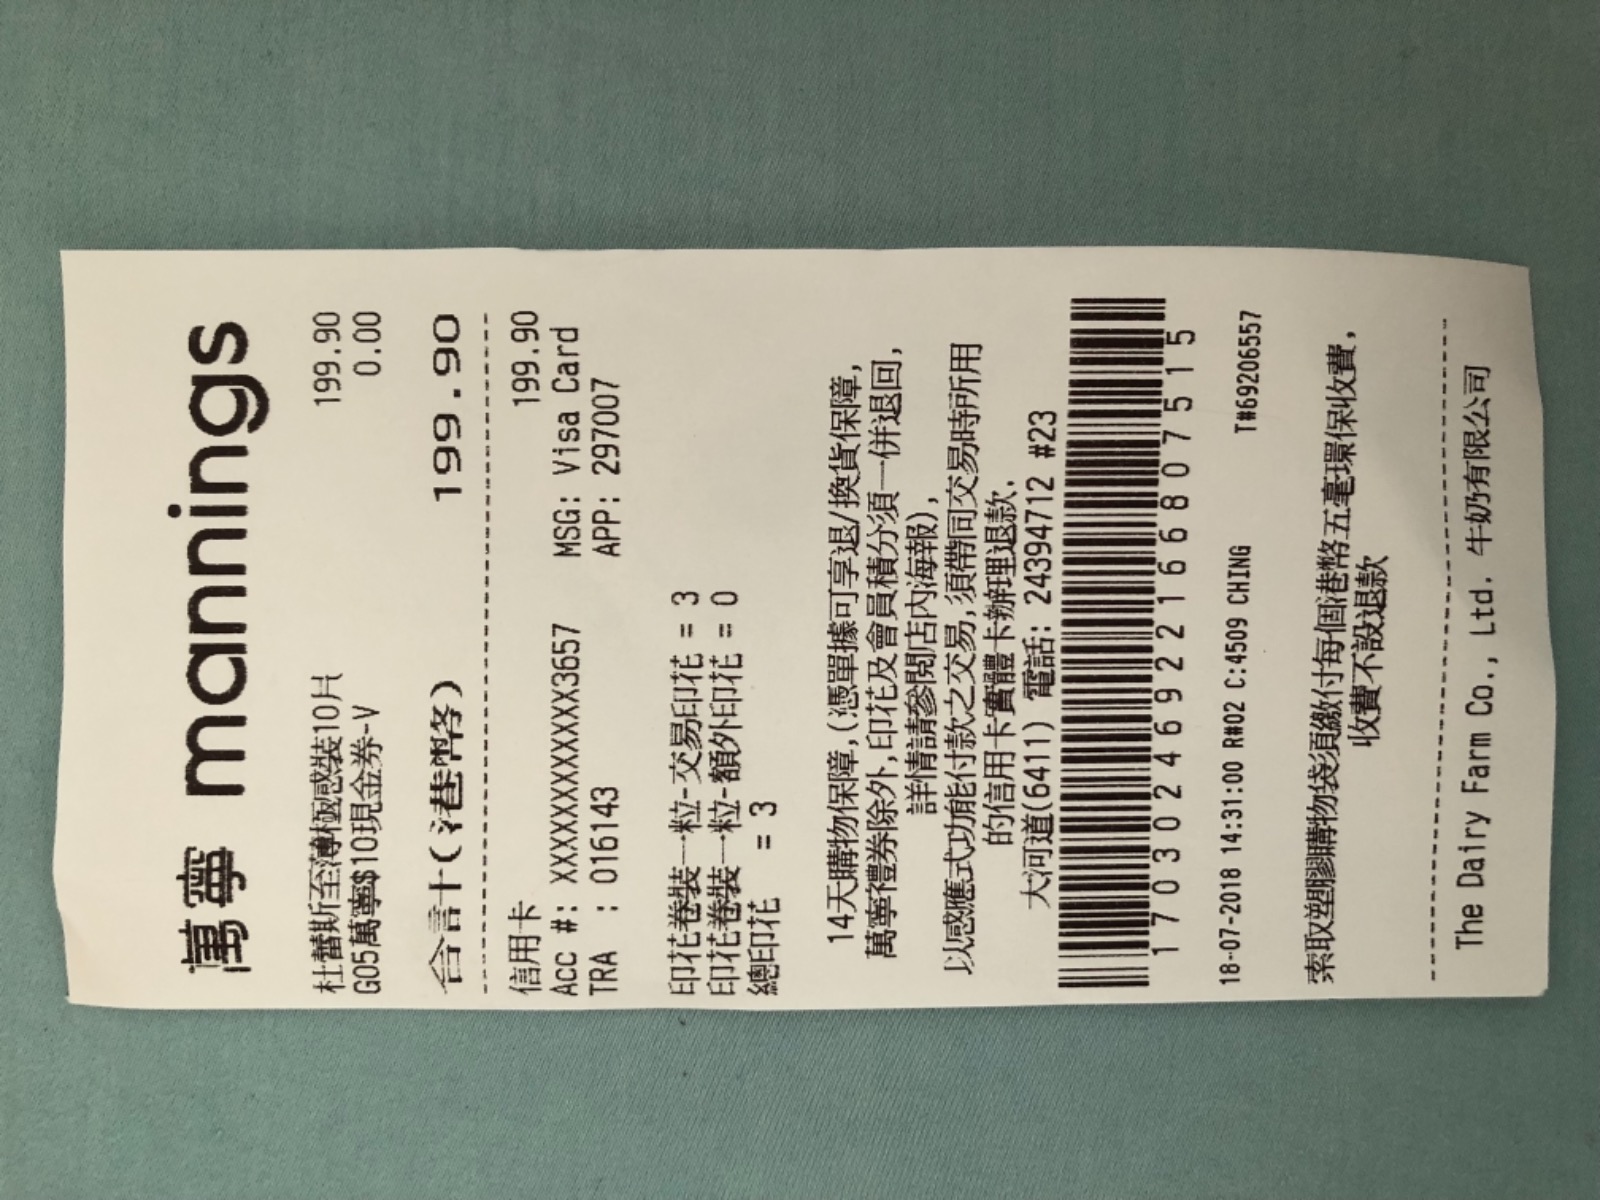 萬寧 mannings
杜蕾斯至薄極感裝10片 199.90
G05萬寧$10現金券-V 0.00
合計(港幣) 199.90
信用卡 199.90
ACC #: XXXXXXXXXXXX3657 MSG: Visa Card
TRA : 016143 APP: 297007
印花卷裝一粒-交易印花 = 3
印花卷裝一粒-額外印花 = 0
總印花 = 3
14天購物保障,(憑單據可享退/換貨保障,
萬寧禮券除外,印花及會員積分須一併退回,
詳情請參閱店內海報),
以感應式功能付款之交易,須帶同交易時所用
的信用卡實體卡辦理退款.
大河道(6411) 電話: 24394712 #23
1703024692216680 7515
18-07-2018 14:31:00 R#02 C:4509 CHING T#69206557
索取塑膠購物袋須繳付每個港幣五毫環保收費,
收費不設退款
The Dairy Farm Co., Ltd. 牛奶有限公司